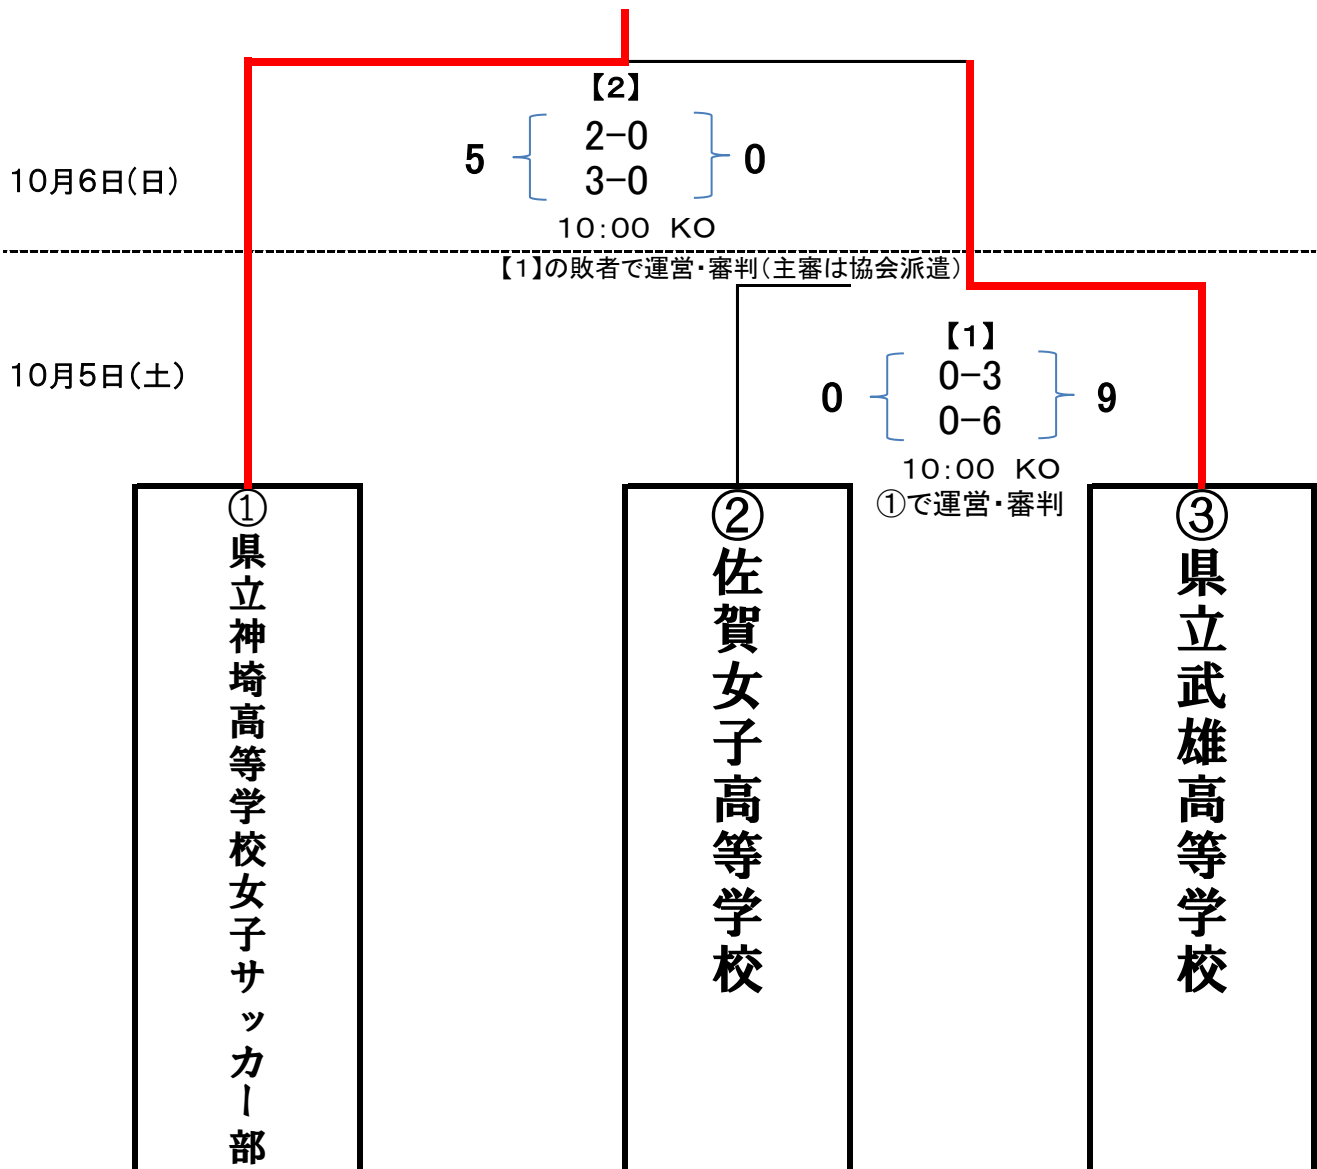 【2】
5
2-0
3-0
0
10月6日(日)
10:00 KO
【1】の敗者で運営・審判(主審は協会派遣)
【1】
10月5日(土)
0
0-3
0-6
9
10:00 KO
①で運営・審判
①県立神埼高等学校女子サッカー部
②佐賀女子高等学校
③県立武雄高等学校